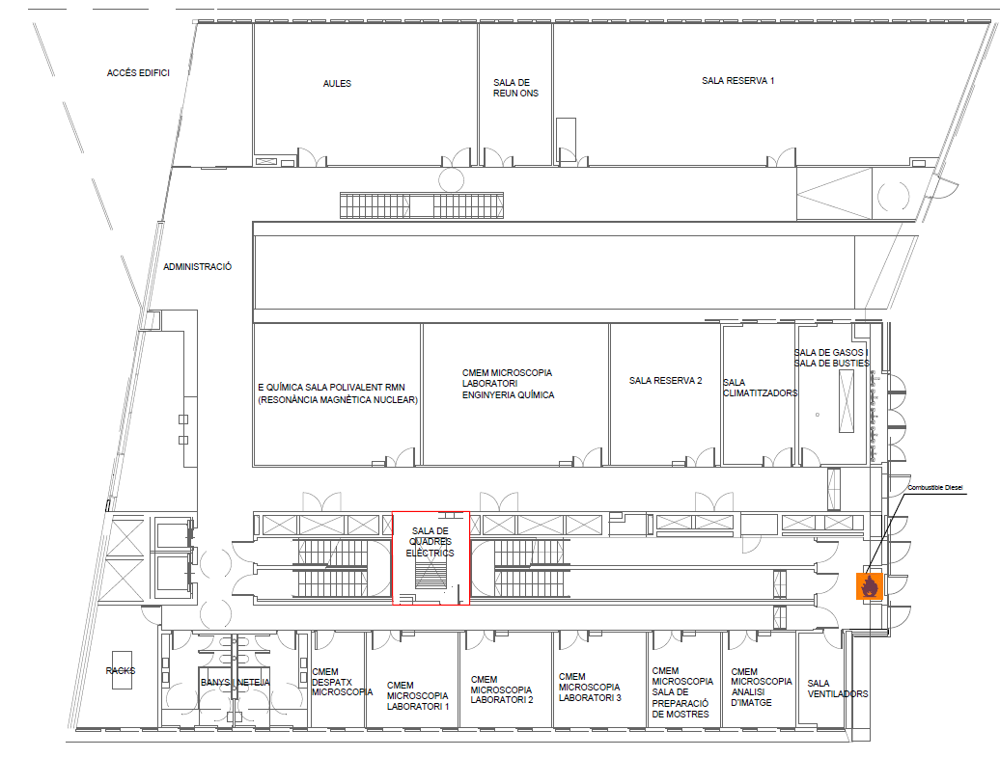 ACCÉS EDIFICI
AULES
SALA DE
REUN ONS
SALA RESERVA 1
ADMINISTRACIÓ
E QUÍMICA SALA POLIVALENT RMN
(RESONÀNCIA MAGNÈTICA NUCLEAR)
CMEM MICROSCOPIA
LABORATORI
ENGINYERIA QUÍMICA
SALA RESERVA 2
SALA
CLIMATITZADORS
SALA DE GASOS I
SALA DE BUSTIES
Combustible Diesel
SALA DE
QUADRES
ELÈCTRICS
RACKS
BANYS I NETEJA
CMEM
DESPATX
MICROSCOPIA
CMEM
MICROSCOPIA
LABORATORI 1
CMEM
MICROSCOPIA
LABORATORI 2
CMEM
MICROSCOPIA
LABORATORI 3
CMEM
MICROSCOPIA
SALA DE
PREPARACIÓ
DE MOSTRES
CMEM
MICROSCOPIA
ANALISI
D'IMATGE
SALA
VENTILADORS